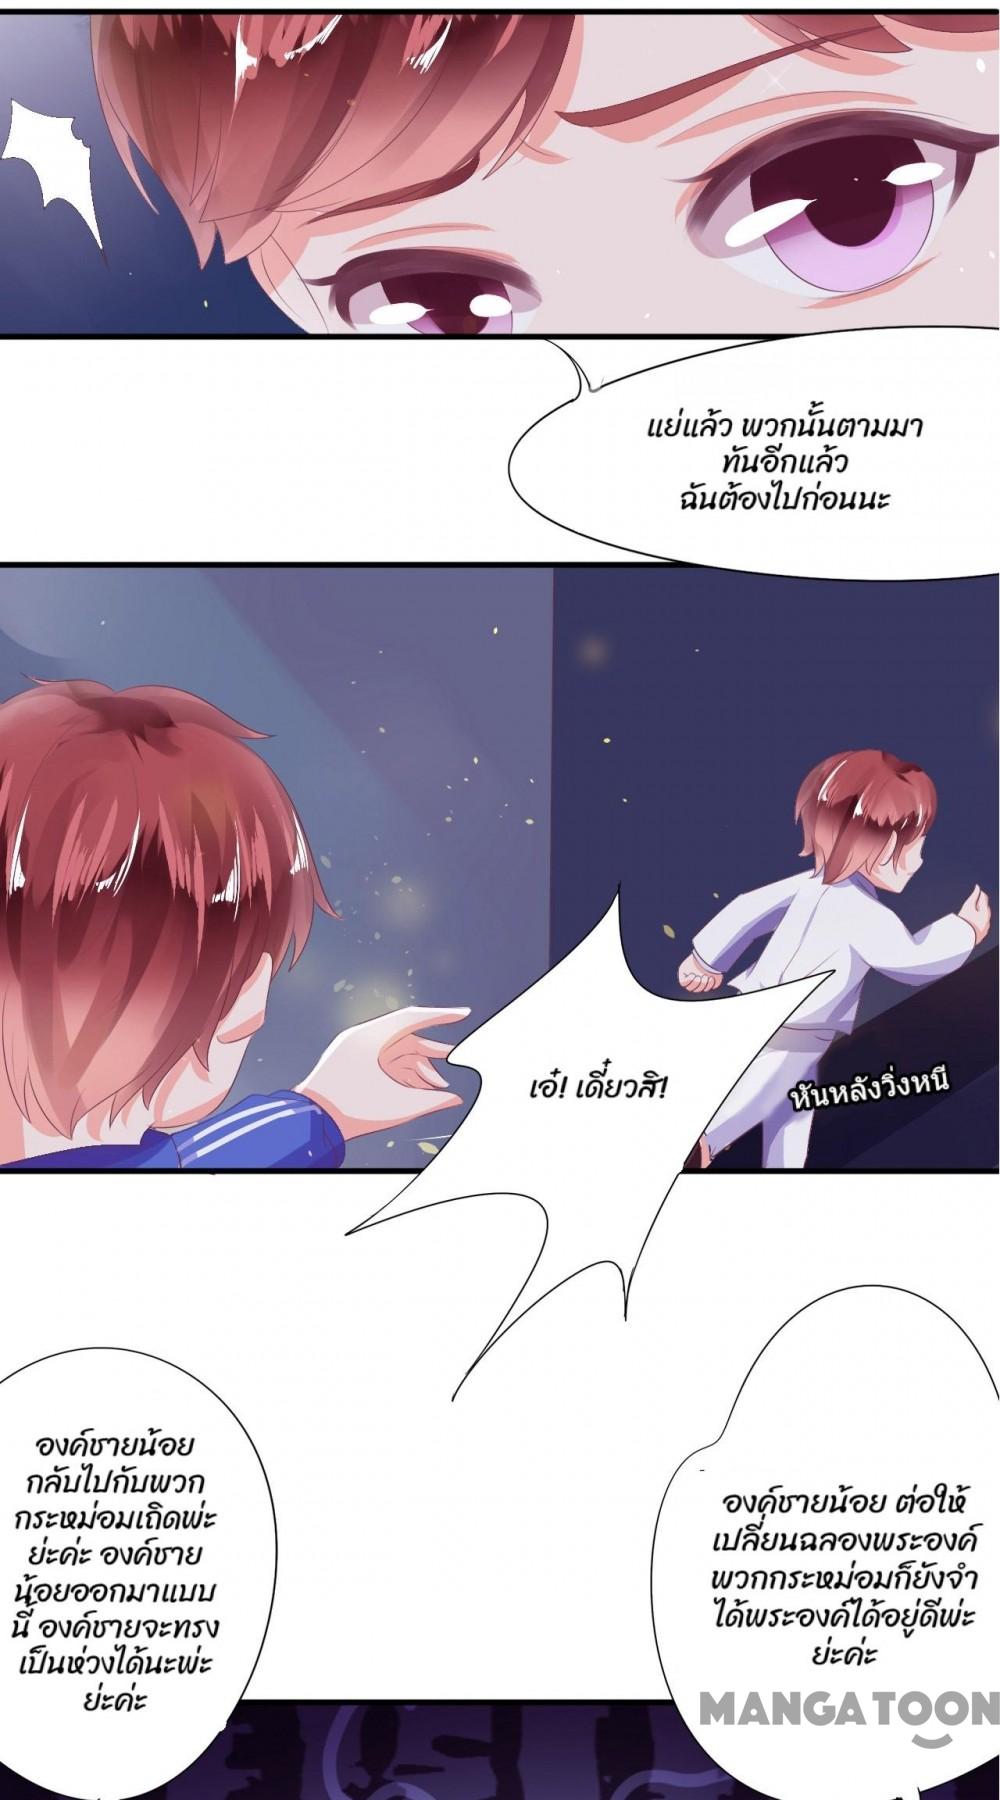 แย่แล้ว พวกนั้นตามมา
ทันอีกแล้ว
ฉันต้องไปก่อนนะ
เอ๋! เดี๋ยวสิ!
หันหลังวิ่งหนี
องค์ชายน้อย
กลับไปกับพวก
กระหม่อมเถิดพ่ะ
ย่ะค่ะ องค์ชาย
น้อยออกมาแบบ
นี้ องค์ชายจะทรง
เป็นห่วงได้นะพ่ะ
ย่ะค่ะ
องค์ชายน้อย ต่อให้
เปลี่ยนฉลองพระองค์
พวกกระหม่อมก็ยังจำ
ได้พระองค์ได้อยู่ดีพ่ะ
ย่ะค่ะ
MANGATOON